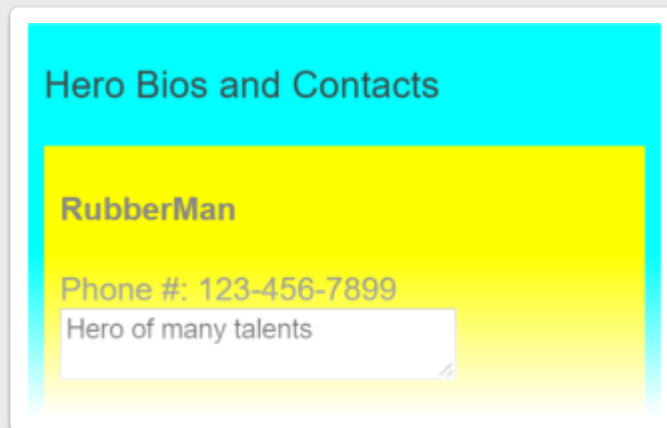 Hero Bios and Contacts
RubberMan
Phone #: 123-456-7899
Hero of many talents